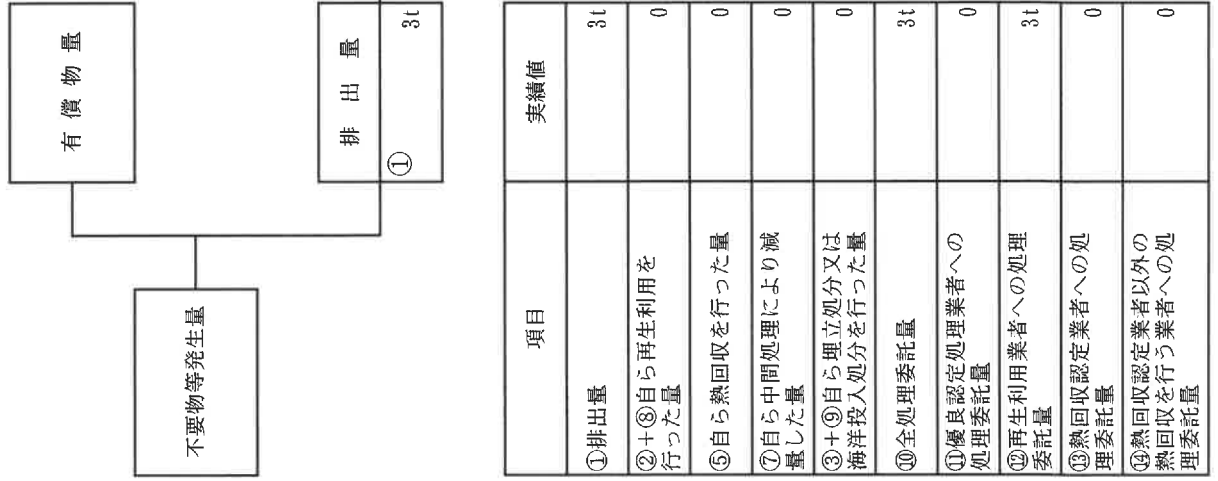 不要物等発生量
有償物量
排出量
① 3t
項目 実績値
①排出量 3t
②+⑧自ら再生利用を
行った量 0
⑤自ら熱回収を行った量 0
⑦自ら中間処理により減
量した量 0
③+⑨自ら埋立処分又は
海洋投入処分を行った量 0
⑩全処理委託量 3t
⑪優良認定処理業者への
処理委託量 0
⑫再生利用業者への処理
委託量 3t
⑬熱回収認定業者への処
理委託量 0
⑭熱回収認定業者以外の
熱回収を行う業者への処
理委託量 0